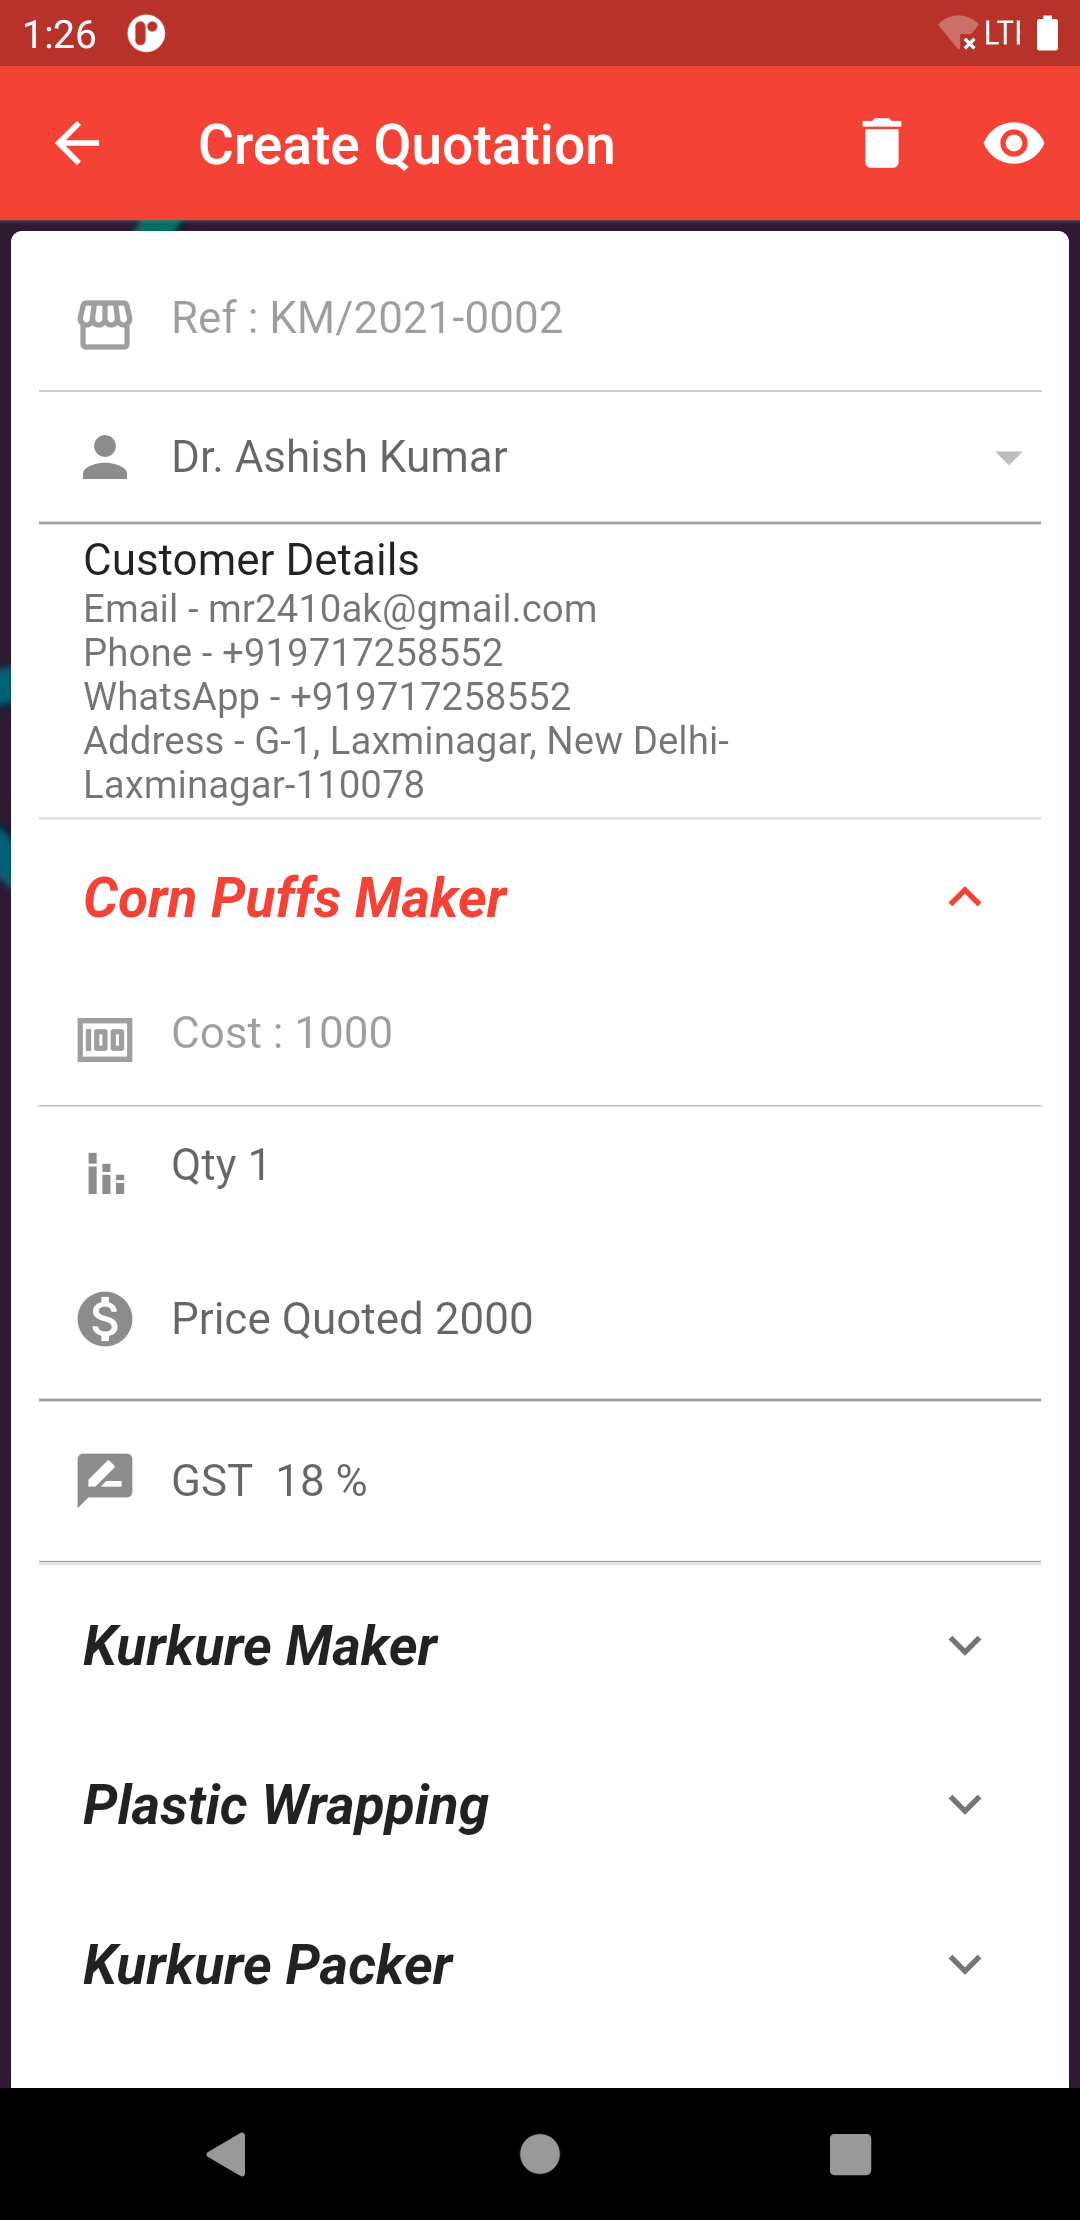 1:26
LTE
Create Quotation
Ref : KM/2021-0002
Dr. Ashish Kumar
Customer Details
Email - mr2410ak@gmail.com
Phone - +919717258552
WhatsApp - +919717258552
Address - G-1, Laxminagar, New Delhi-
Laxminagar-110078
Corn Puffs Maker
100
Cost : 1000
Qty 1
Price Quoted 2000
GST  18 %
Kurkure Maker
Plastic Wrapping
Kurkure Packer